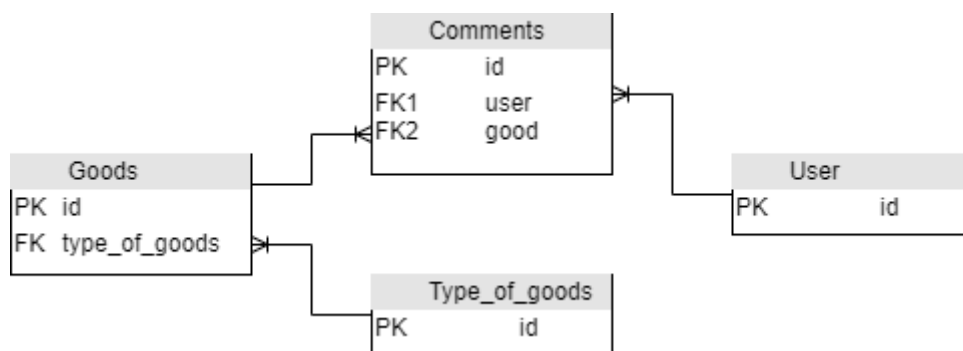 Comments
PK id
FK1 user
FK2 good
Goods
PK id
FK type_of_goods
User
PK id
Type_of_goods
PK id